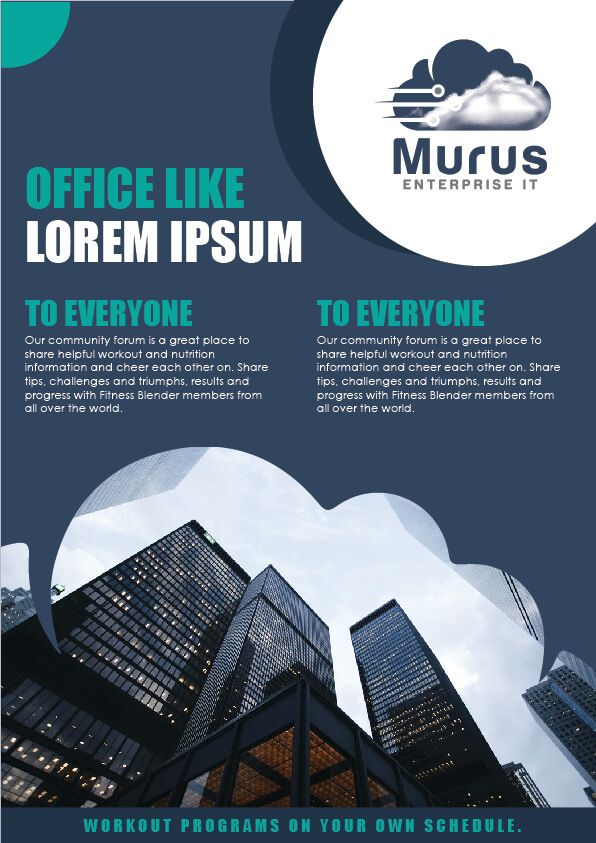 Murus
ENTERPRISE IT
OFFICE LIKE
LOREM IPSUM
TO EVERYONE
Our community forum is a great place to
share helpful workout and nutrition
information and cheer each other on. Share
tips, challenges and triumphs, results and
progress with Fitness Blender members from
all over the world.
TO EVERYONE
Our community forum is a great place to
share helpful workout and nutrition
information and cheer each other on. Share
tips, challenges and triumphs, results and
progress with Fitness Blender members from
all over the world.
WORKOUT PROGRAMS ON YOUR OWN SCHEDULE.